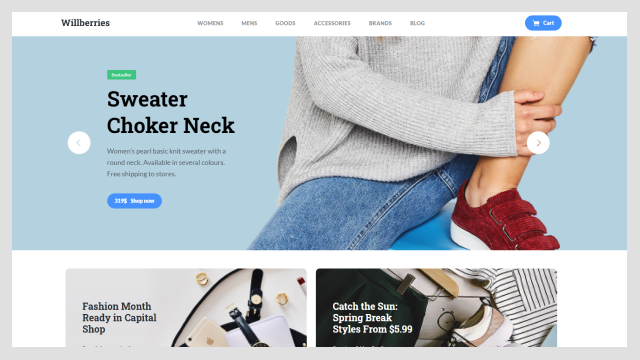 Willberries
WOMENS MENS GOODS ACCESSORIES BRANDS BLOG
Cart
Bestseller
Sweater
Choker Neck
Women's pearl basic knit sweater with a
round neck. Available in several colours.
Free shipping to stores.
319$ Shop now
Fashion Month
Ready in Capital
Shop
Catch the Sun:
Spring Break
Styles From $5.99